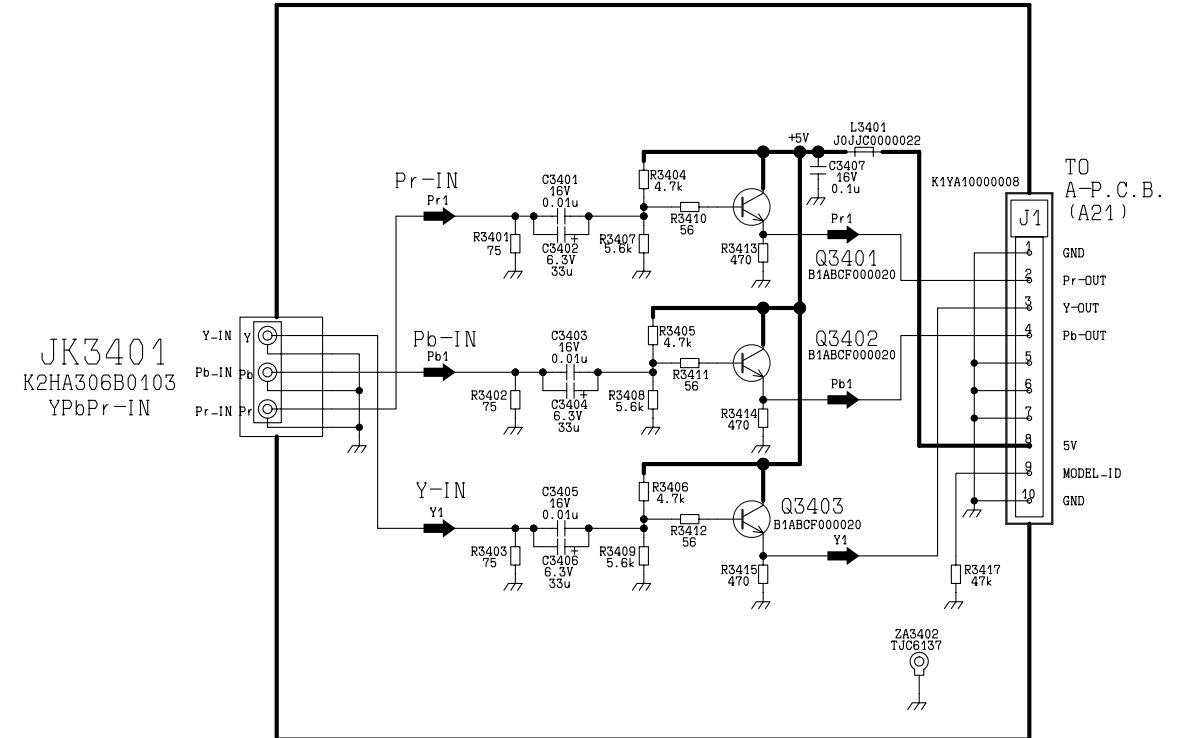 L3401
J0JJC0000022
+5V
C3407
16V
0.1u
K1YA10000008
TO
A-P.C.B.
(A21)
J1
Pr-IN
Pr1
C3401
16V
0.01u
R3404
4.7k
R3410
56
R3401
75
C3402
6.3V
33u
R3407
5.6k
R3413
470
Pr1
Q3401
B1ABCF000020
1
GND
2
Pr-OUT
3
Y-OUT
4
Pb-OUT
5
6
7
8
5V
9
MODEL_ID
10
GND
JK3401
K2HA306B0103
YPbPr-IN
Y-IN
Y
Pb_IN
Pb
Pr_IN
Pr
Pb-IN
Pb1
C3403
16V
0.01u
R3405
4.7k
R3411
56
R3402
75
C3404
6.3V
33u
R3408
5.6k
R3414
470
Q3402
B1ABCF000020
Pb1
Y-IN
Y1
C3405
16V
0.01u
R3406
4.7k
R3412
56
R3403
75
C3406
6.3V
33u
R3409
5.6k
R3415
470
Q3403
B1ABCF000020
Y1
R3417
47k
ZA3402
TJC6137